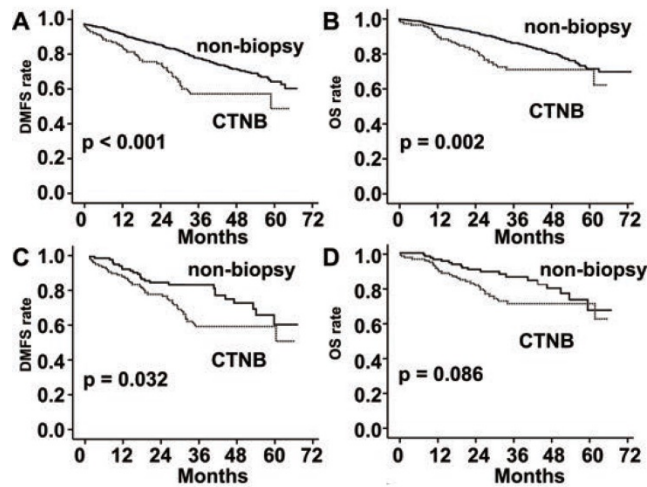 A
1.0
0.8
0.6
0.4
0.2
0.0
DMFS rate
non-biopsy
CTNB
p < 0.001
0 12 24 36 48 60 72
Months
B
1.0
0.8
0.6
0.4
0.2
0.0
OS rate
non-biopsy
CTNB
p = 0.002
0 12 24 36 48 60 72
Months
C
1.0
0.8
0.6
0.4
0.2
0.0
DMFS rate
non-biopsy
CTNB
p = 0.032
0 12 24 36 48 60 72
Months
D
1.0
0.8
0.6
0.4
0.2
0.0
OS rate
non-biopsy
CTNB
p = 0.086
0 12 24 36 48 60 72
Months